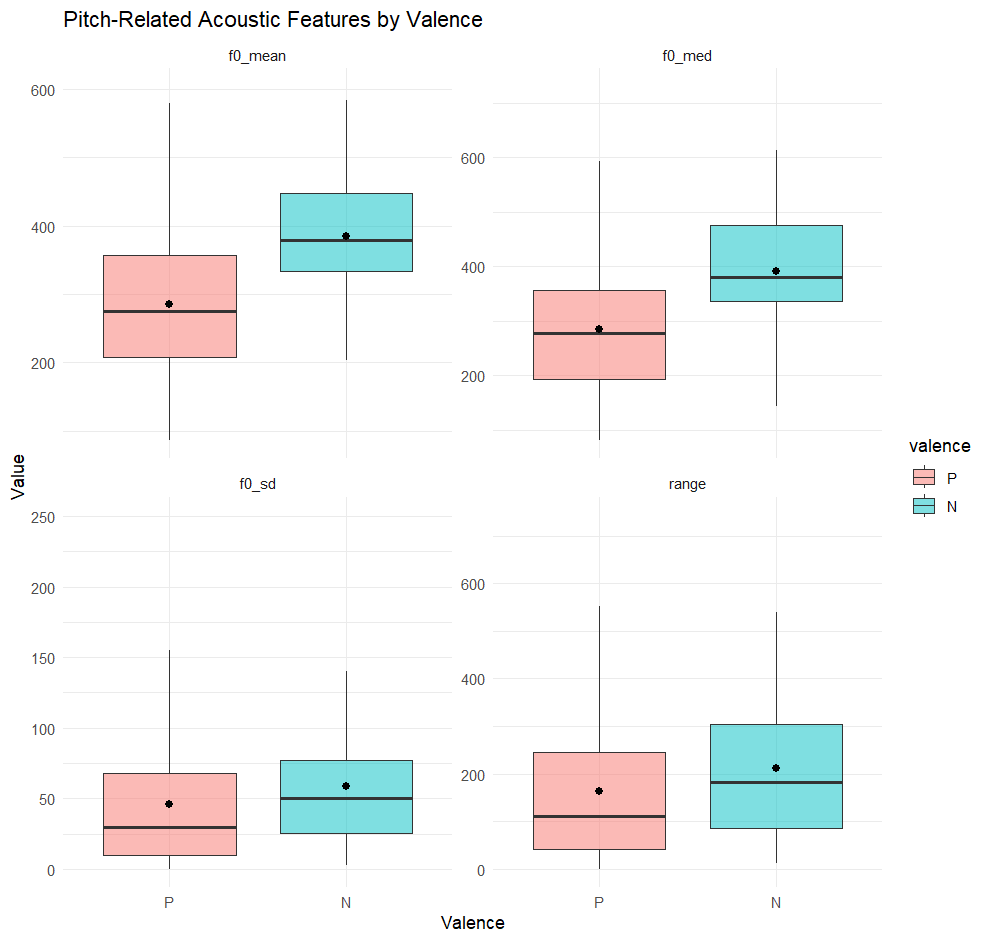 Pitch-Related Acoustic Features by Valence
f0_mean
f0_med
600
400
200
600
400
200
Value
f0_sd
range
250
200
150
100
50
0
600
400
200
0
P
N
P
N
Valence
valence
P
N